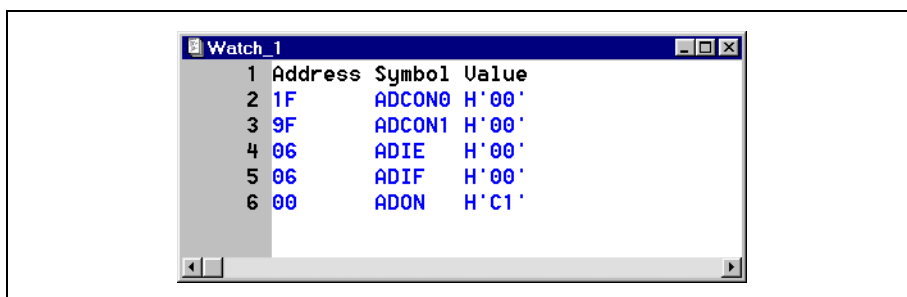 Watch_1
1 Address Symbol Value
2 1F ADCON0 H'00'
3 9F ADCON1 H'00'
4 06 ADIE H'00'
5 06 ADIF H'00'
6 00 ADON H'C1'